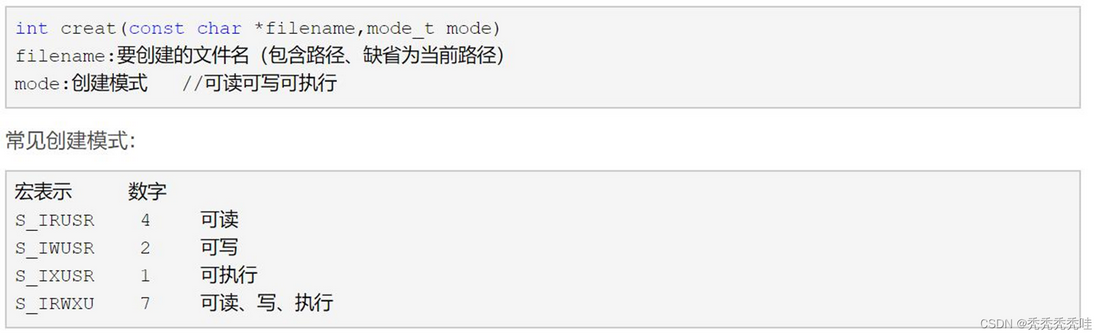 int creat(const char *filename,mode_t mode)
filename:要创建的文件名（包含路径、缺省为当前路径）
mode:创建模式 //可读可写可执行
常见创建模式：
宏表示 数字
S_IRUSR 4 可读
S_IWUSR 2 可写
S_IXUSR 1 可执行
S_IRWXU 7 可读、写、执行
CSDN @秃秃秃秃哇